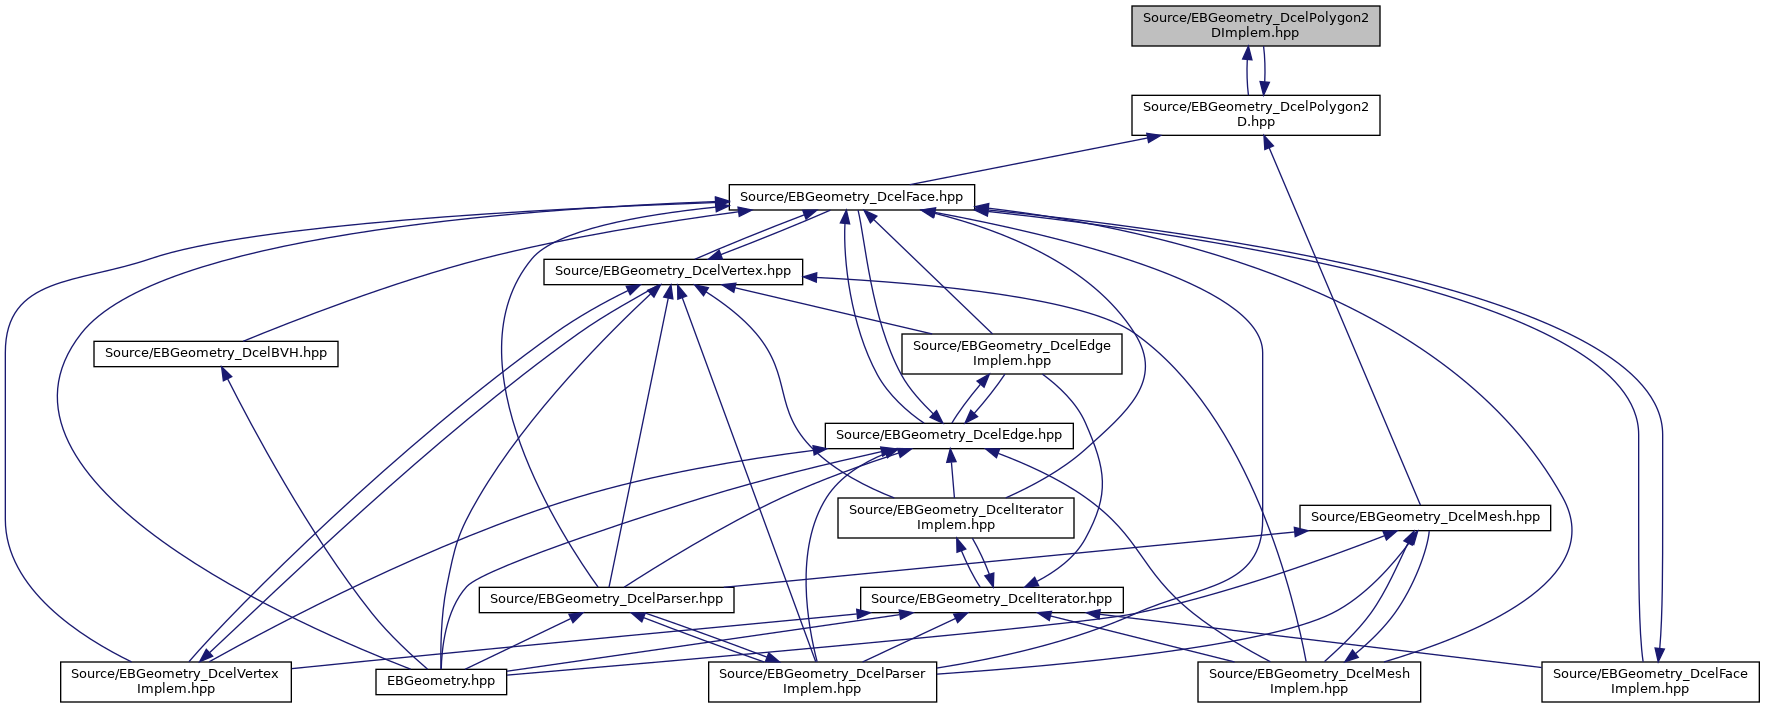 Source/EBGeometry_DcelPolygon2
DImplem.hpp
Source/EBGeometry_DcelPolygon2
D.hpp
Source/EBGeometry_DcelFace.hpp
Source/EBGeometry_DcelVertex.hpp
Source/EBGeometry_DcelBVH.hpp
Source/EBGeometry_DcelEdge
Implem.hpp
Source/EBGeometry_DcelEdge.hpp
Source/EBGeometry_DcelIterator
Implem.hpp
Source/EBGeometry_DcelMesh.hpp
Source/EBGeometry_DcelParser.hpp
Source/EBGeometry_DcelIterator.hpp
Source/EBGeometry_DcelVertex
Implem.hpp
EBGeometry.hpp
Source/EBGeometry_DcelParser
Implem.hpp
Source/EBGeometry_DcelMesh
Implem.hpp
Source/EBGeometry_DcelFace
Implem.hpp